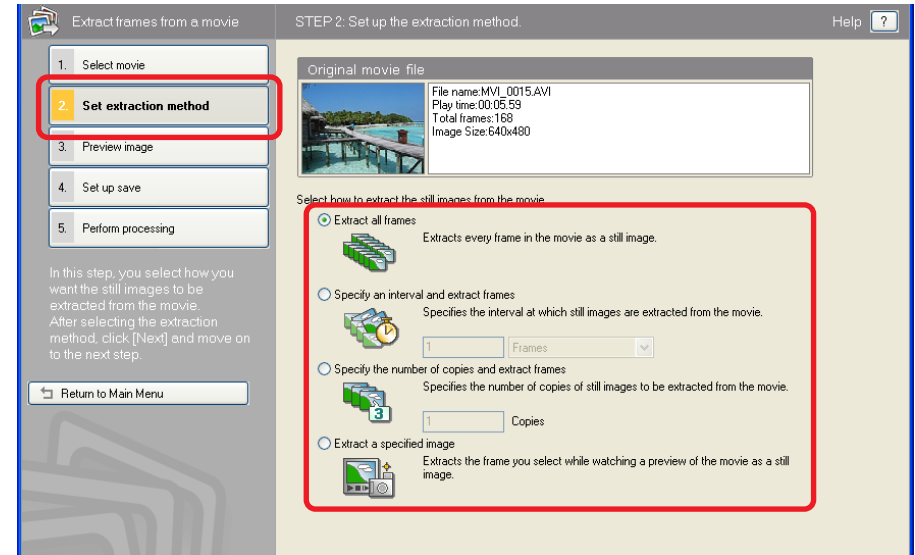 Extract frames from a movie
STEP 2: Set up the extraction method.
Help ?
1. Select movie
2. Set extraction method
3. Preview image
4. Set up save
5. Perform processing
In this step, you select how you
want the still images to be
extracted from the movie.
After selecting the extraction
method, click [Next] and move on
to the next step.
Return to Main Menu
Original movie file
File name:MVI_0015.AVI
Play time:00:05.59
Total frames:168
Image Size:640x480
Select how to extract the still images from the movie
Extract all frames
Extracts every frame in the movie as a still image.
Specify an interval and extract frames
Specifies the interval at which still images are extracted from the movie.
1 Frames
Specify the number of copies and extract frames
Specifies the number of copies of still images to be extracted from the movie.
3
1 Copies
Extract a specified image
Extracts the frame you select while watching a preview of the movie as a still
image.